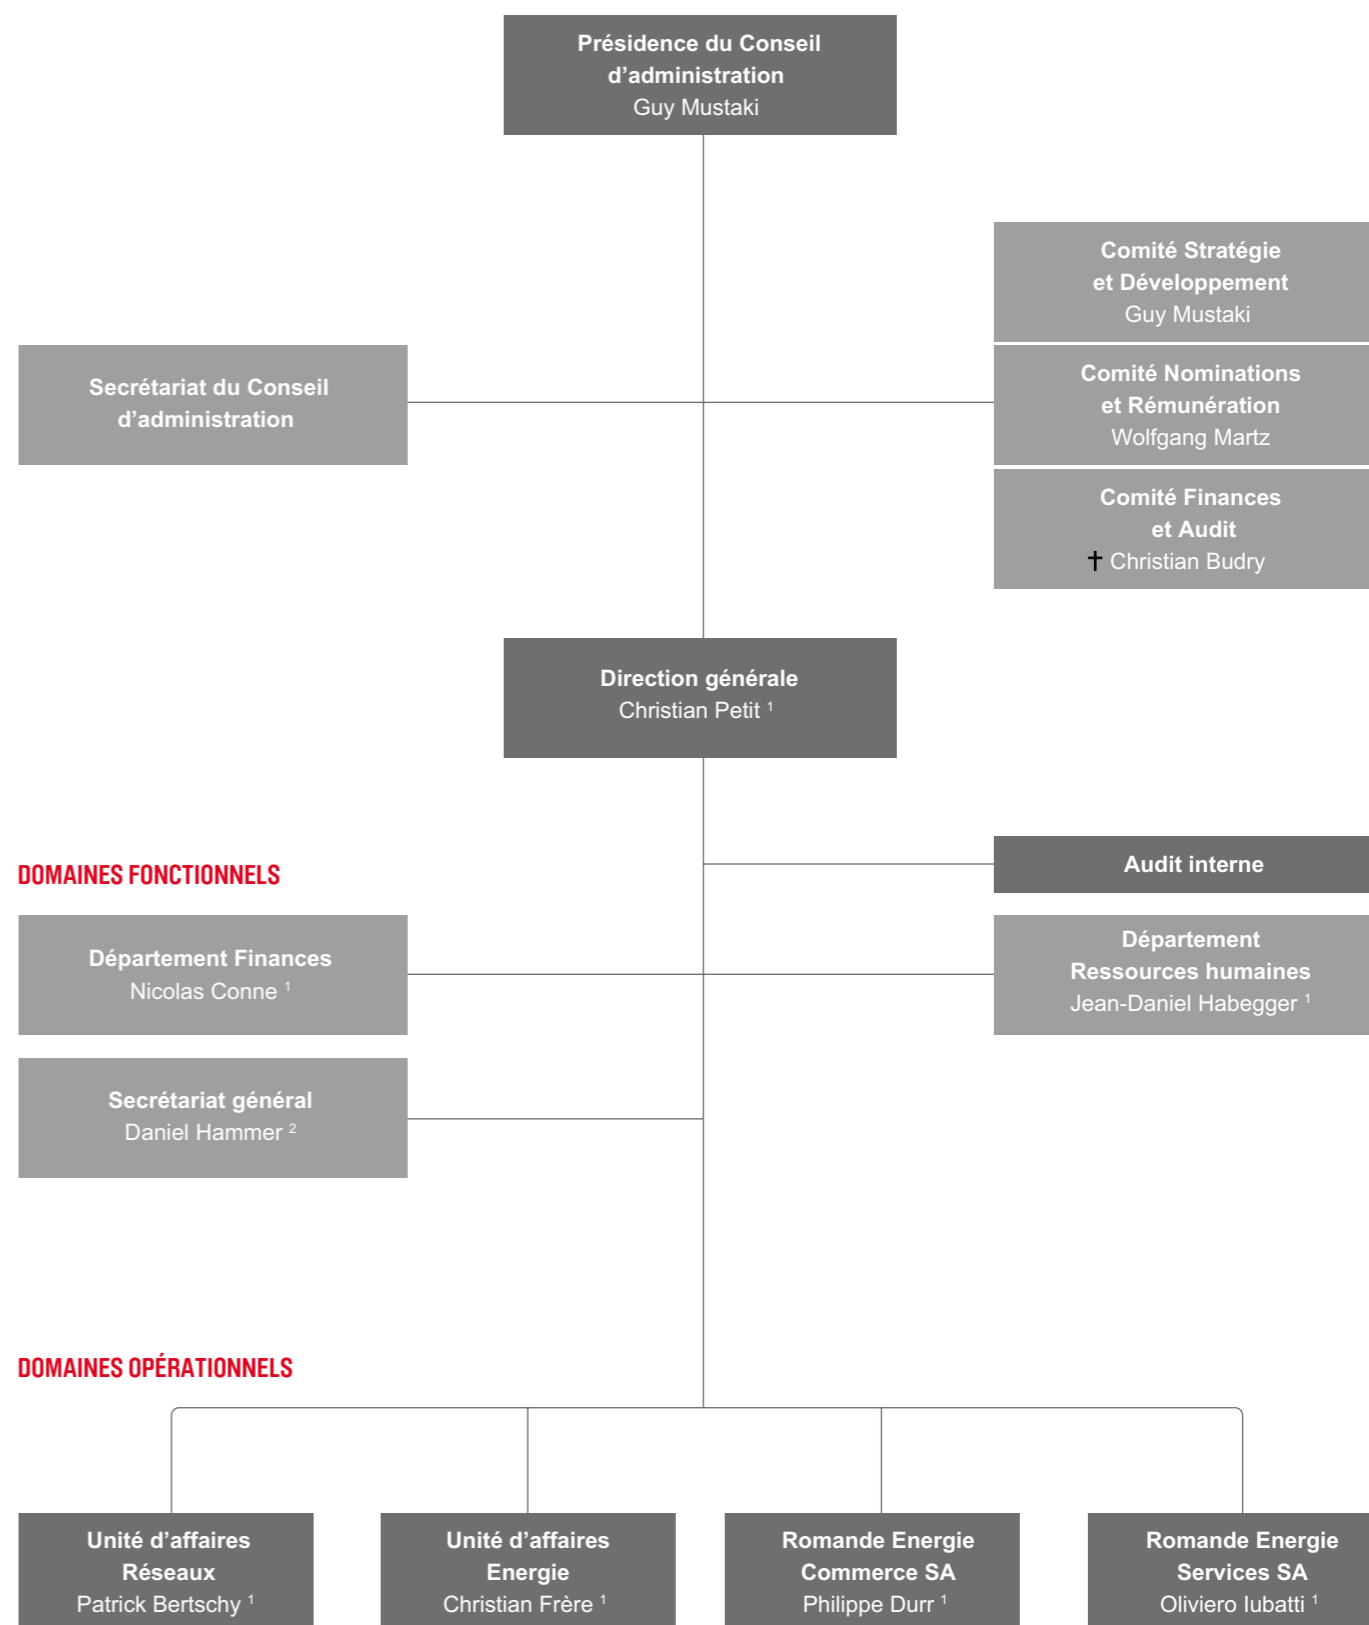 Présidence du Conseil
d’administration
Guy Mustaki
Comité Stratégie
et Développement
Guy Mustaki
Secrétariat du Conseil
d’administration
Comité Nominations
et Rémunération
Wolfgang Martz
Comité Finances
et Audit
† Christian Budry
Direction générale
Christian Petit ¹
DOMAINES FONCTIONNELS
Audit interne
Département Finances
Nicolas Conne ¹
Département
Ressources humaines
Jean-Daniel Habegger ¹
Secrétariat général
Daniel Hammer ²
DOMAINES OPÉRATIONNELS
Unité d’affaires
Réseaux
Patrick Bertschy ¹
Unité d’affaires
Energie
Christian Frère ¹
Romande Energie
Commerce SA
Philippe Durr ¹
Romande Energie
Services SA
Oliviero Iubatti ¹